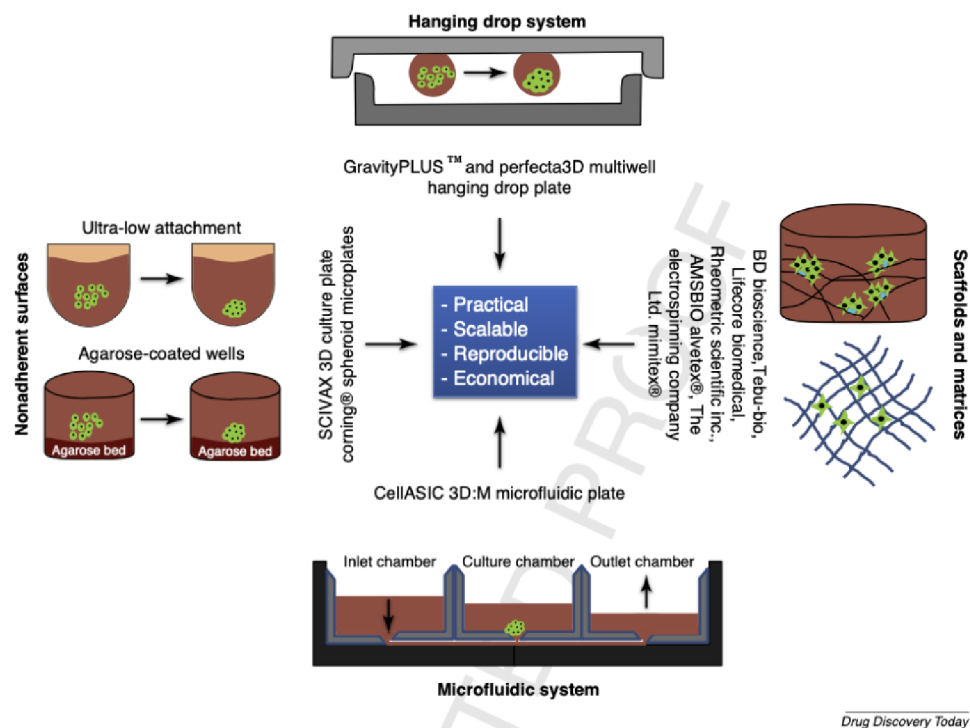 Hanging drop system
GravityPLUS™ and perfecta3D multiwell
hanging drop plate
Nonadherent surfaces
Ultra-low attachment
Agarose-coated wells
Agarose bed
Agarose bed
SCIVAX 3D culture plate
corning® spheroid microplates
- Practical
- Scalable
- Reproducible
- Economical
BD bioscience,Tebu-bio,
Lifecore biomedical,
Rheometric scientific inc.,
AMSBIO alvetex®, The
electrospinning company
Ltd. mimitex®
Scaffolds and matrices
CellASIC 3D:M microfluidic plate
Inlet chamber
Culture chamber
Outlet chamber
Microfluidic system
TED PROOF
Drug Discovery Today